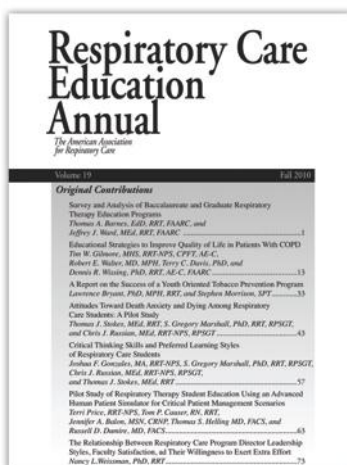 Respiratory Care
Education
Annual
The American Association
for Respiratory Care
Volume 19 Fall 2010
Original Contributions
Survey and Analysis of Baccalaureate and Graduate Respiratory
Therapy Education Programs
Thomas A. Barnes, EdD, RRT, FAARC, and
Jeffrey J. Ward, MEd, RRT, FAARC 1
Educational Strategies to Improve Quality of Life in Patients With COPD
Tim W. Gilmore, MHS, RRT-NPS, CPFT, AE-C,
Robert E. Walter, MD, MPH, Terry C. Davis, PhD, and
Dennis R. Wissing, PhD, RRT, AE-C, FAARC 13
A Report on the Success of a Youth Oriented Tobacco Prevention Program
Lawrence Bryant, PhD, MPH, RRT, and Stephen Morrison, SPT 33
Attitudes Toward Death Anxiety and Dying Among Respiratory
Care Students: A Pilot Study
Thomas J. Stokes, MEd, RRT, S. Gregory Marshall, PhD, RRT, RPSGT,
and Chris J. Russian, MEd, RRT-NPS, RPSGT 43
Critical Thinking Skills and Preferred Learning Styles
of Respiratory Care Students
Joshua F. Gonzales, MA, RRT-NPS, S. Gregory Marshall, PhD, RRT, RPSGT,
Chris J. Russian, MEd, RRT-NPS, RPSGT,
and Thomas J. Stokes, MEd, RRT 57
Pilot Study of Respiratory Therapy Student Education Using an Advanced
Human Patient Simulator for Critical Patient Management Scenarios
Terri Price, RRT-NPS, Tom P. Causer, RN, RRT,
Jennifer A. Balon, MSN, CRNP, Thomas S. Helling MD, FACS, and
Russell D. Dumire, MD, FACS 63
The Relationship Between Respiratory Care Program Director Leadership
Styles, Faculty Satisfaction, ad Their Willingness to Exert Extra Effort
Nancy L. Weissman, PhD, RRT 73